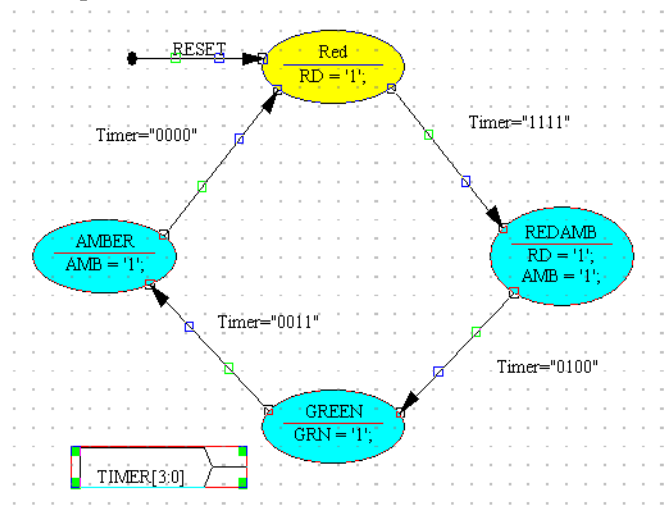 RESET
Red
RD = '1';
Timer="0000"
Timer="1111"
AMBER
AMB = '1';
REDAMB
RD = '1';
AMB = '1';
Timer="0011"
Timer="0100"
GREEN
GRN = '1';
TIMER[3:0]